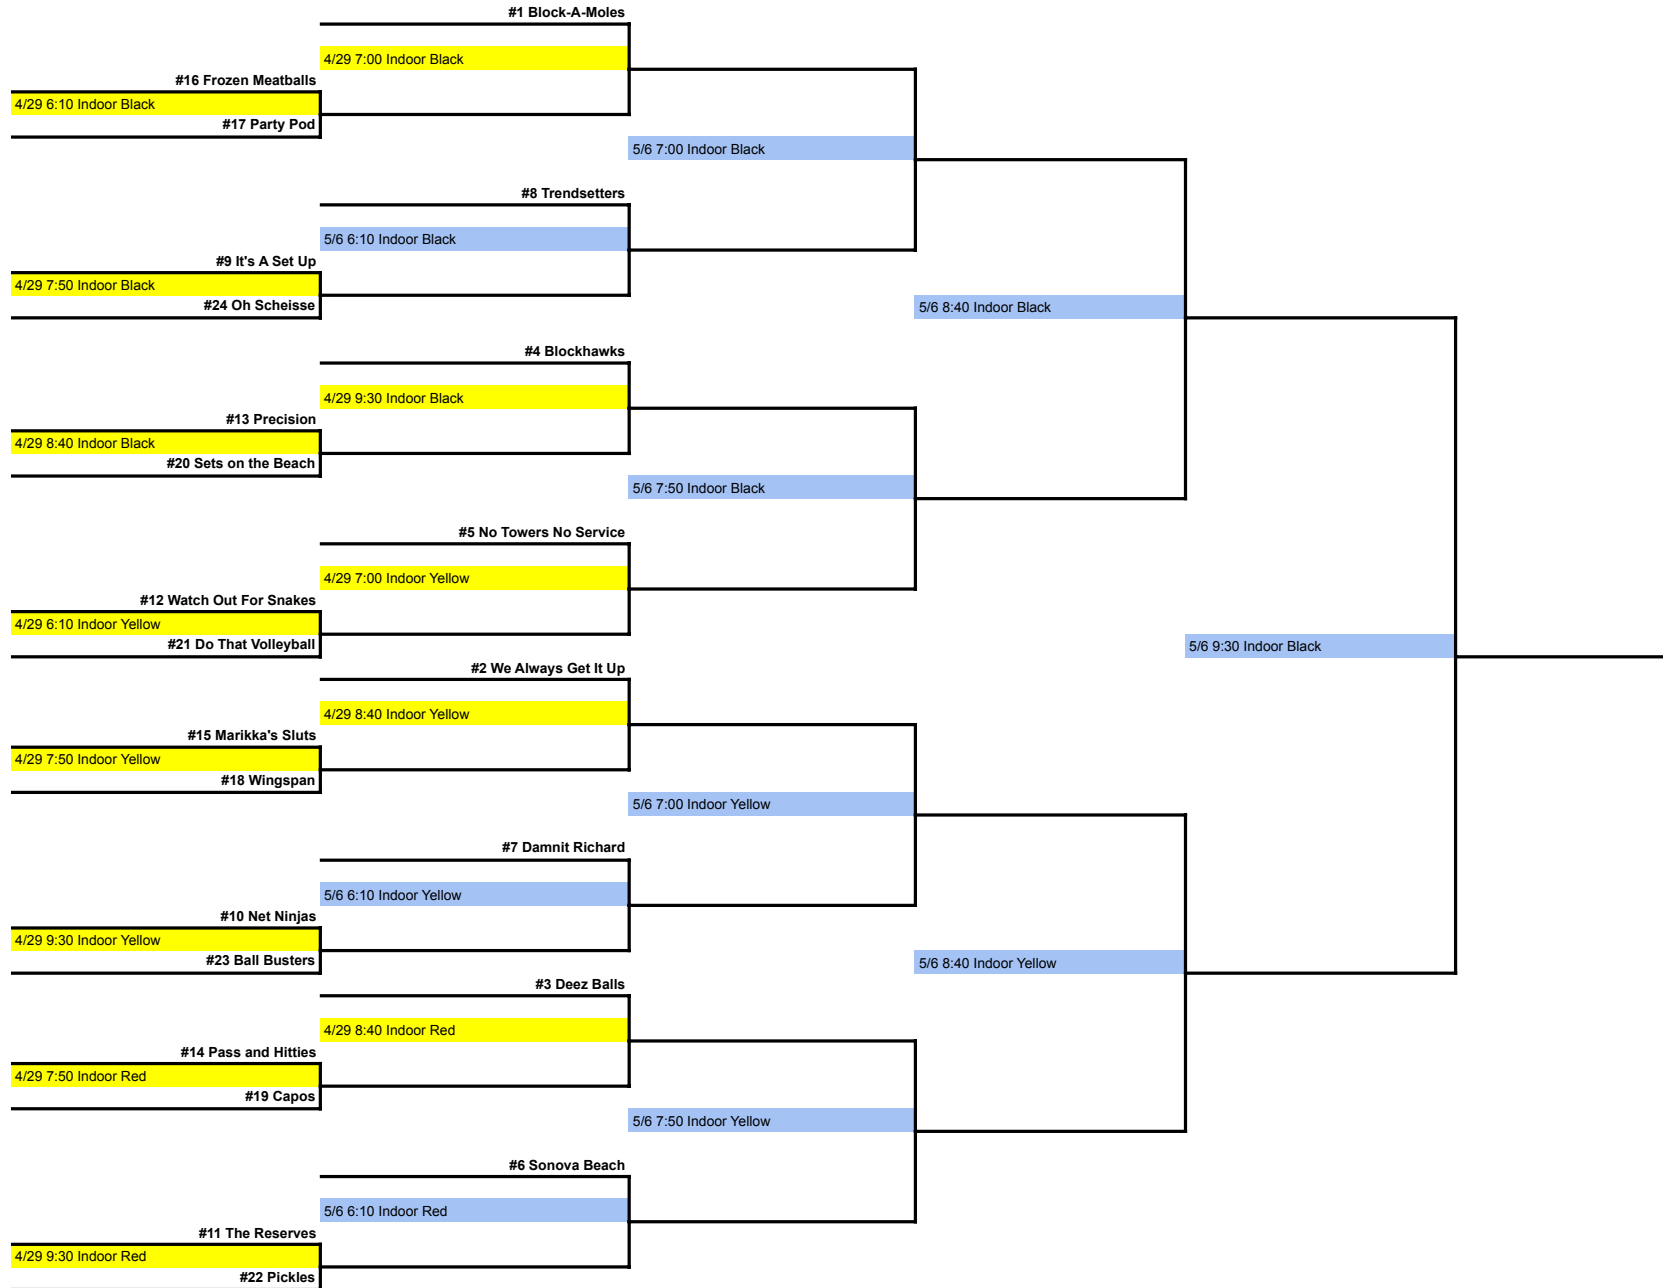 #1 Block-A-Moles
4/29 7:00 Indoor Black
#16 Frozen Meatballs
4/29 6:10 Indoor Black
#17 Party Pod
5/6 7:00 Indoor Black
#8 Trendsetters
5/6 6:10 Indoor Black
#9 It's A Set Up
4/29 7:50 Indoor Black
#24 Oh Scheisse
5/6 8:40 Indoor Black
#4 Blockhawks
4/29 9:30 Indoor Black
#13 Precision
4/29 8:40 Indoor Black
#20 Sets on the Beach
5/6 7:50 Indoor Black
#5 No Towers No Service
4/29 7:00 Indoor Yellow
#12 Watch Out For Snakes
4/29 6:10 Indoor Yellow
#21 Do That Volleyball
5/6 9:30 Indoor Black
#2 We Always Get It Up
4/29 8:40 Indoor Yellow
#15 Marikka's Sluts
4/29 7:50 Indoor Yellow
#18 Wingspan
5/6 7:00 Indoor Yellow
#7 Damnit Richard
5/6 6:10 Indoor Yellow
#10 Net Ninjas
4/29 9:30 Indoor Yellow
#23 Ball Busters
5/6 8:40 Indoor Yellow
#3 Deez Balls
4/29 8:40 Indoor Red
#14 Pass and Hitties
4/29 7:50 Indoor Red
#19 Capos
5/6 7:50 Indoor Yellow
#6 Sonova Beach
5/6 6:10 Indoor Red
#11 The Reserves
4/29 9:30 Indoor Red
#22 Pickles